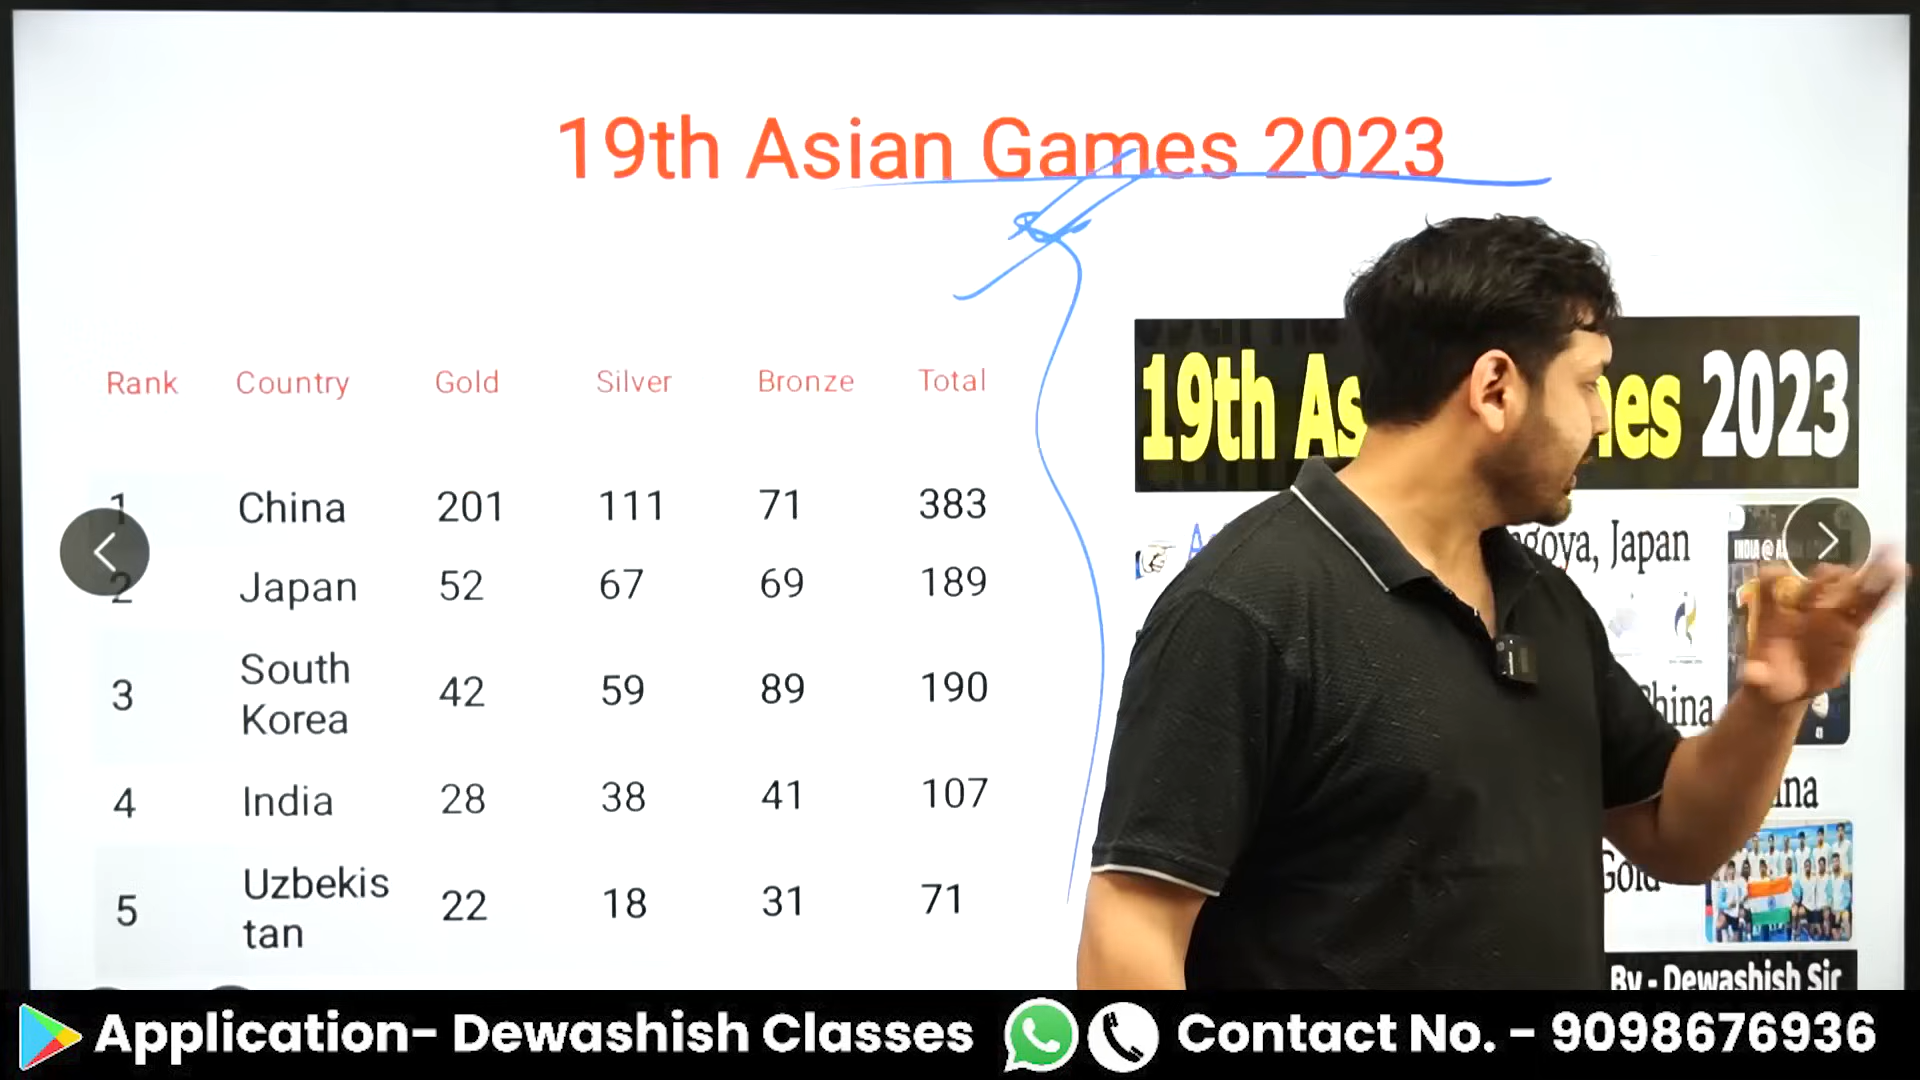 19th Asian Games 2023
Rank Country Gold Silver Bronze Total
1 China 201 111 71 383
2 Japan 52 67 69 189
3 South Korea 42 59 89 190
4 India 28 38 41 107
5 Uzbekis
tan 22 18 31 71
19th As es 2023
goya, Japan
INDIA @
hina
ina
Gold
By - Dewashish Sir
Application- Dewashish Classes
Contact No. - 9098676936